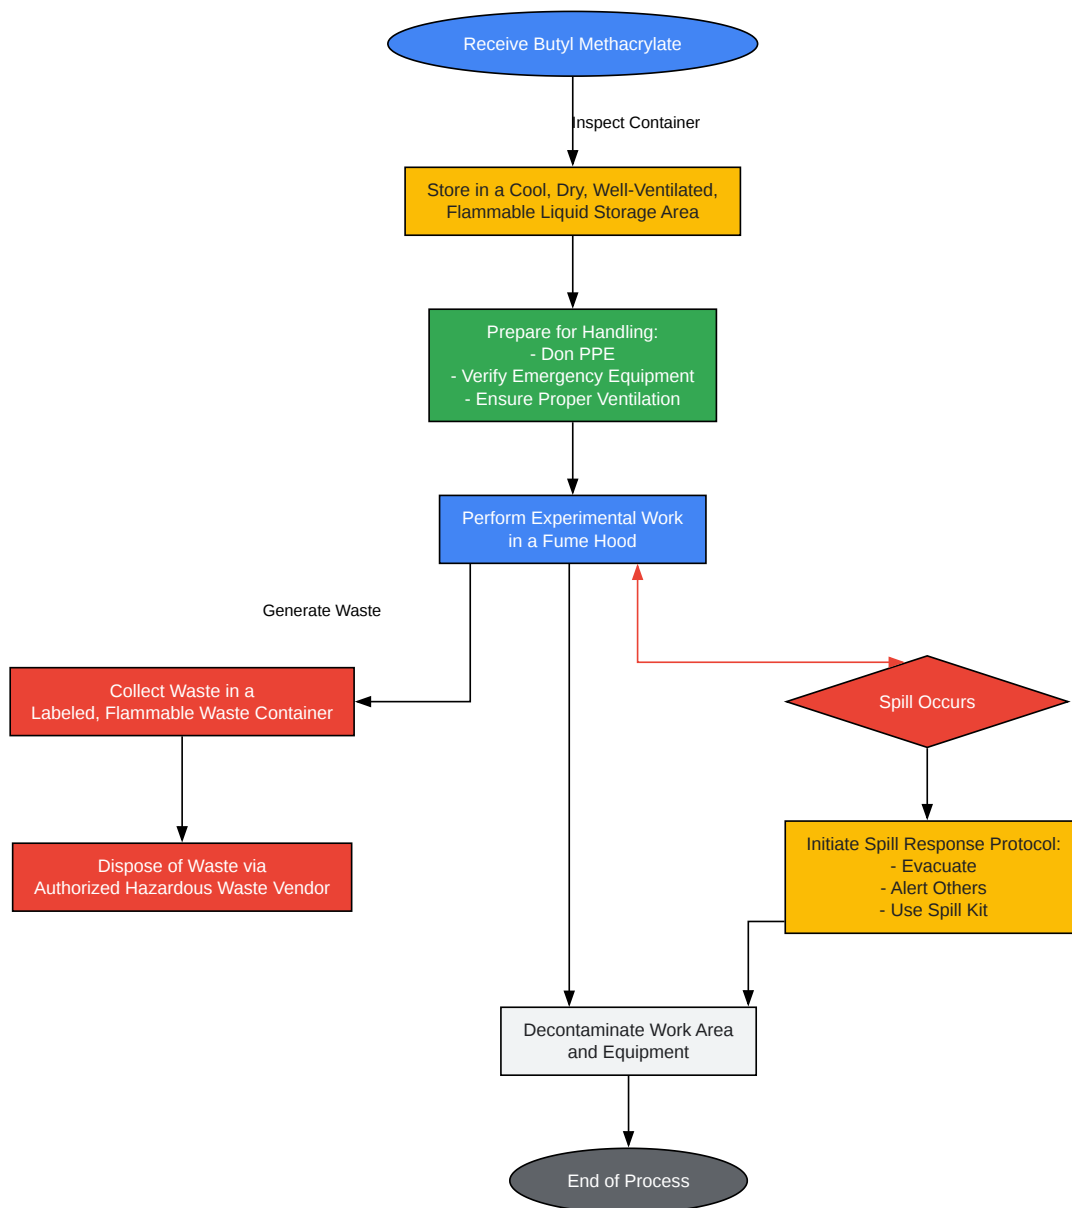 Receive Butyl Methacrylate
Inspect Container
Store in a Cool, Dry, Well-Ventilated,
Flammable Liquid Storage Area
Prepare for Handling:
- Don PPE
- Verify Emergency Equipment
- Ensure Proper Ventilation
Perform Experimental Work
in a Fume Hood
Generate Waste
Collect Waste in a
Labeled, Flammable Waste Container
Spill Occurs
Dispose of Waste via
Authorized Hazardous Waste Vendor
Initiate Spill Response Protocol:
- Evacuate
- Alert Others
- Use Spill Kit
Decontaminate Work Area
and Equipment
End of Process